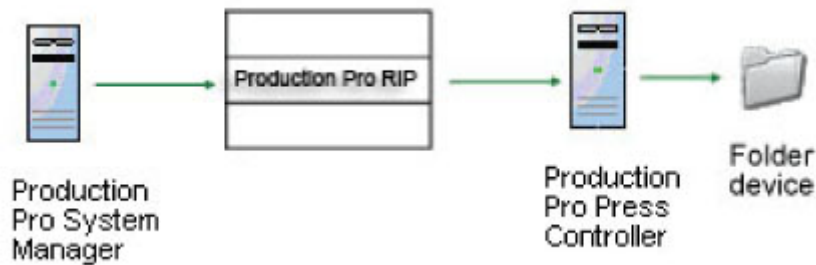 Production Pro RIP
Production
Pro System
Manager
Production
Pro Press
Controller
Folder
device